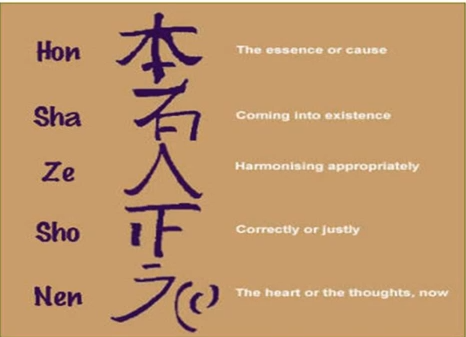 Hon 本 The essence or cause
Sha 石 Coming into existence
Ze 人 Harmonising appropriately
Sho 正 Correctly or justly
Nen The heart or the thoughts, now